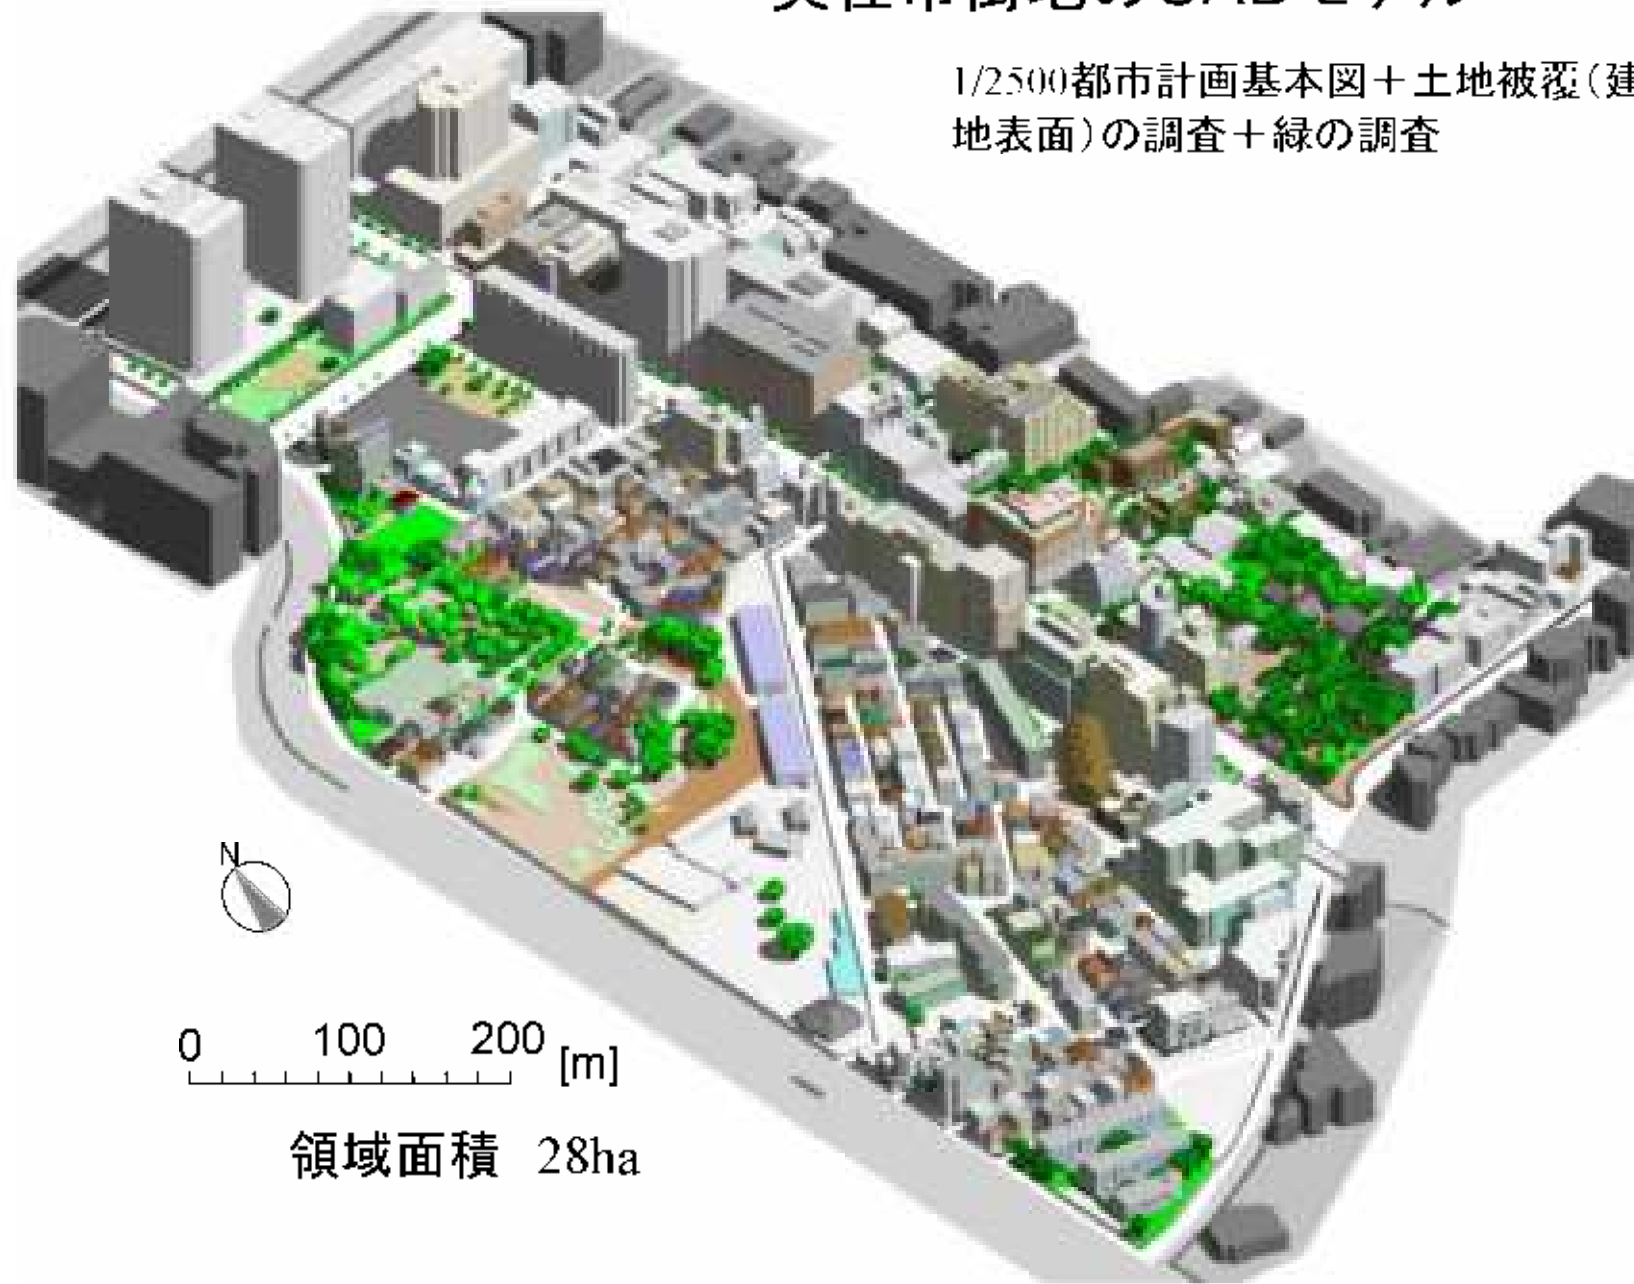 1/2500都市計画基本図＋土地被覆（建
地表面）の調査＋緑の調査
N
0 100 200 [m]
領域面積 28ha